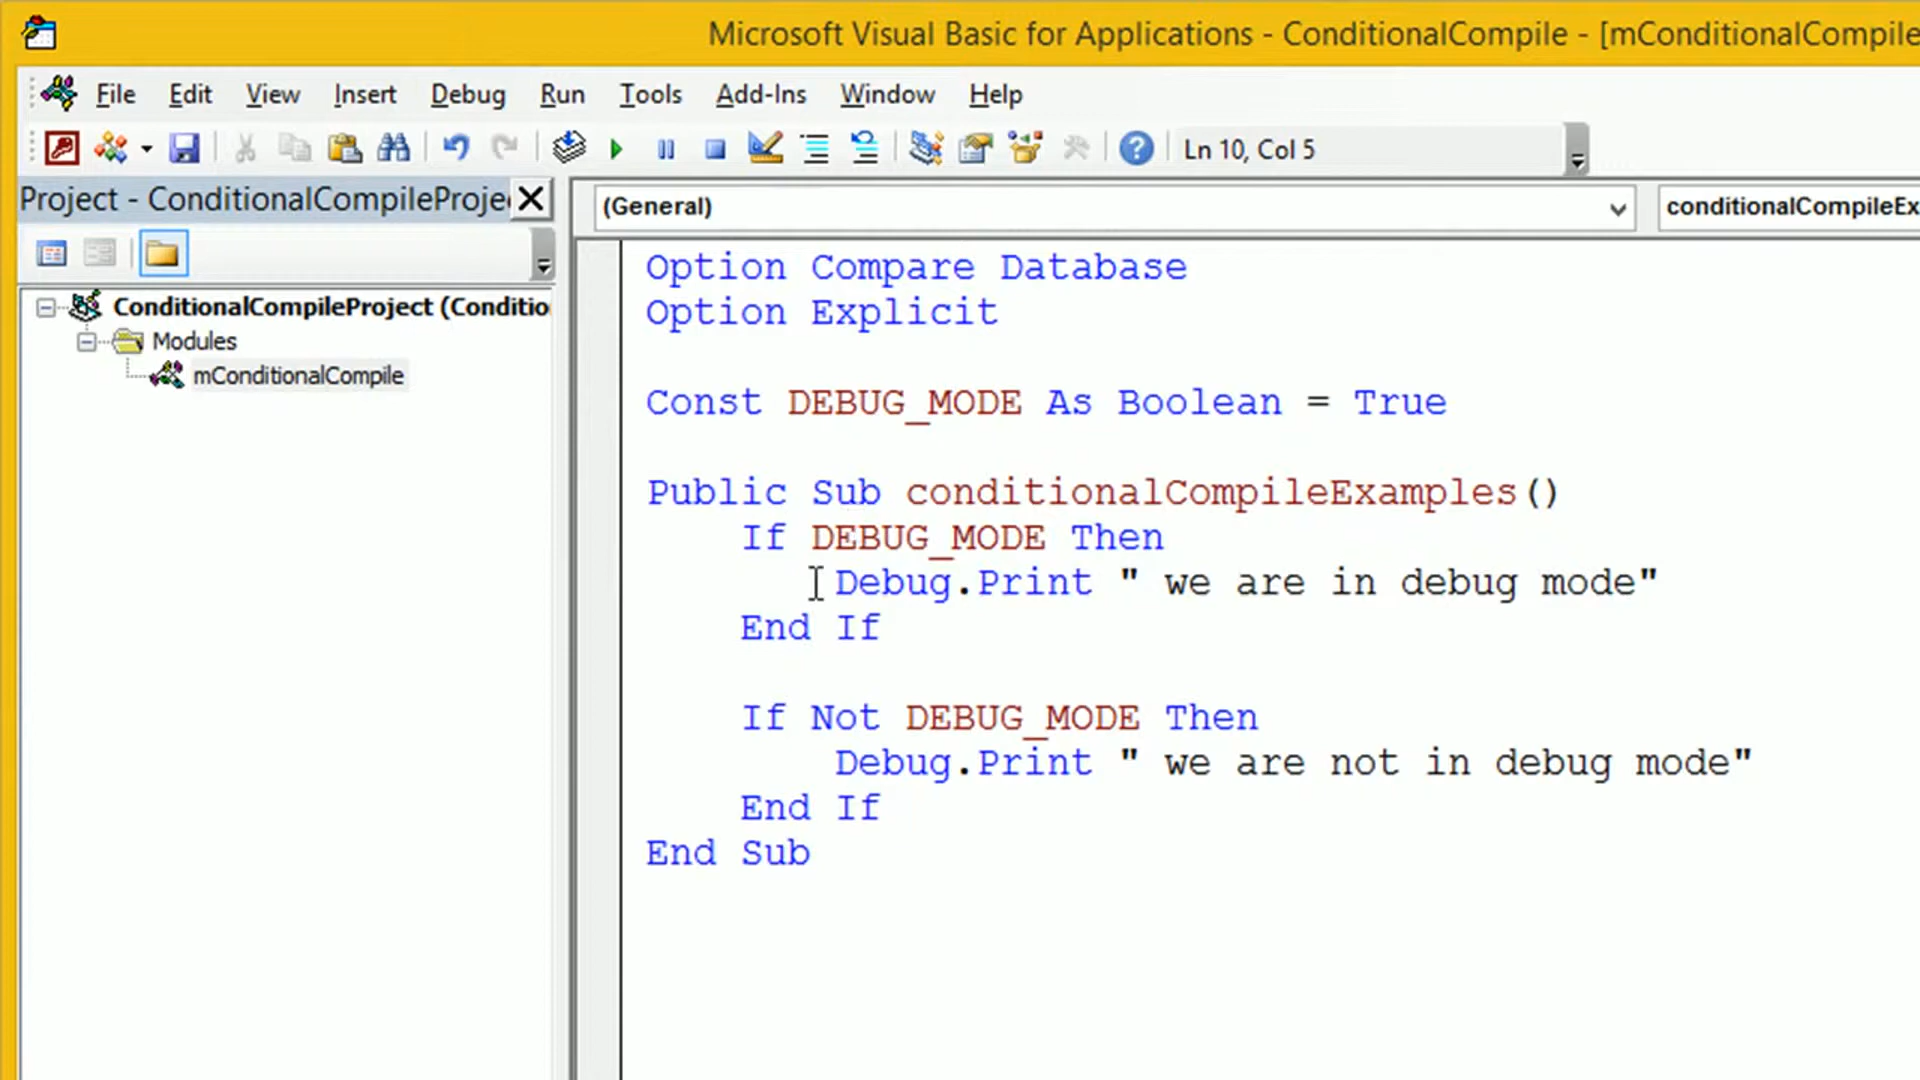 Microsoft Visual Basic for Applications - ConditionalCompile - [mConditionalCompile
File Edit View Insert Debug Run Tools Add-Ins Window Help
Ln 10, Col 5
Project - ConditionalCompileProje
(General)
conditionalCompileEx
ConditionalCompileProject (Conditio
Modules
mConditionalCompile
Option Compare Database
Option Explicit
Const DEBUG_MODE As Boolean = True
Public Sub conditionalCompileExamples()
If DEBUG_MODE Then
Debug.Print " we are in debug mode"
End If
If Not DEBUG_MODE Then
Debug.Print " we are not in debug mode"
End If
End Sub